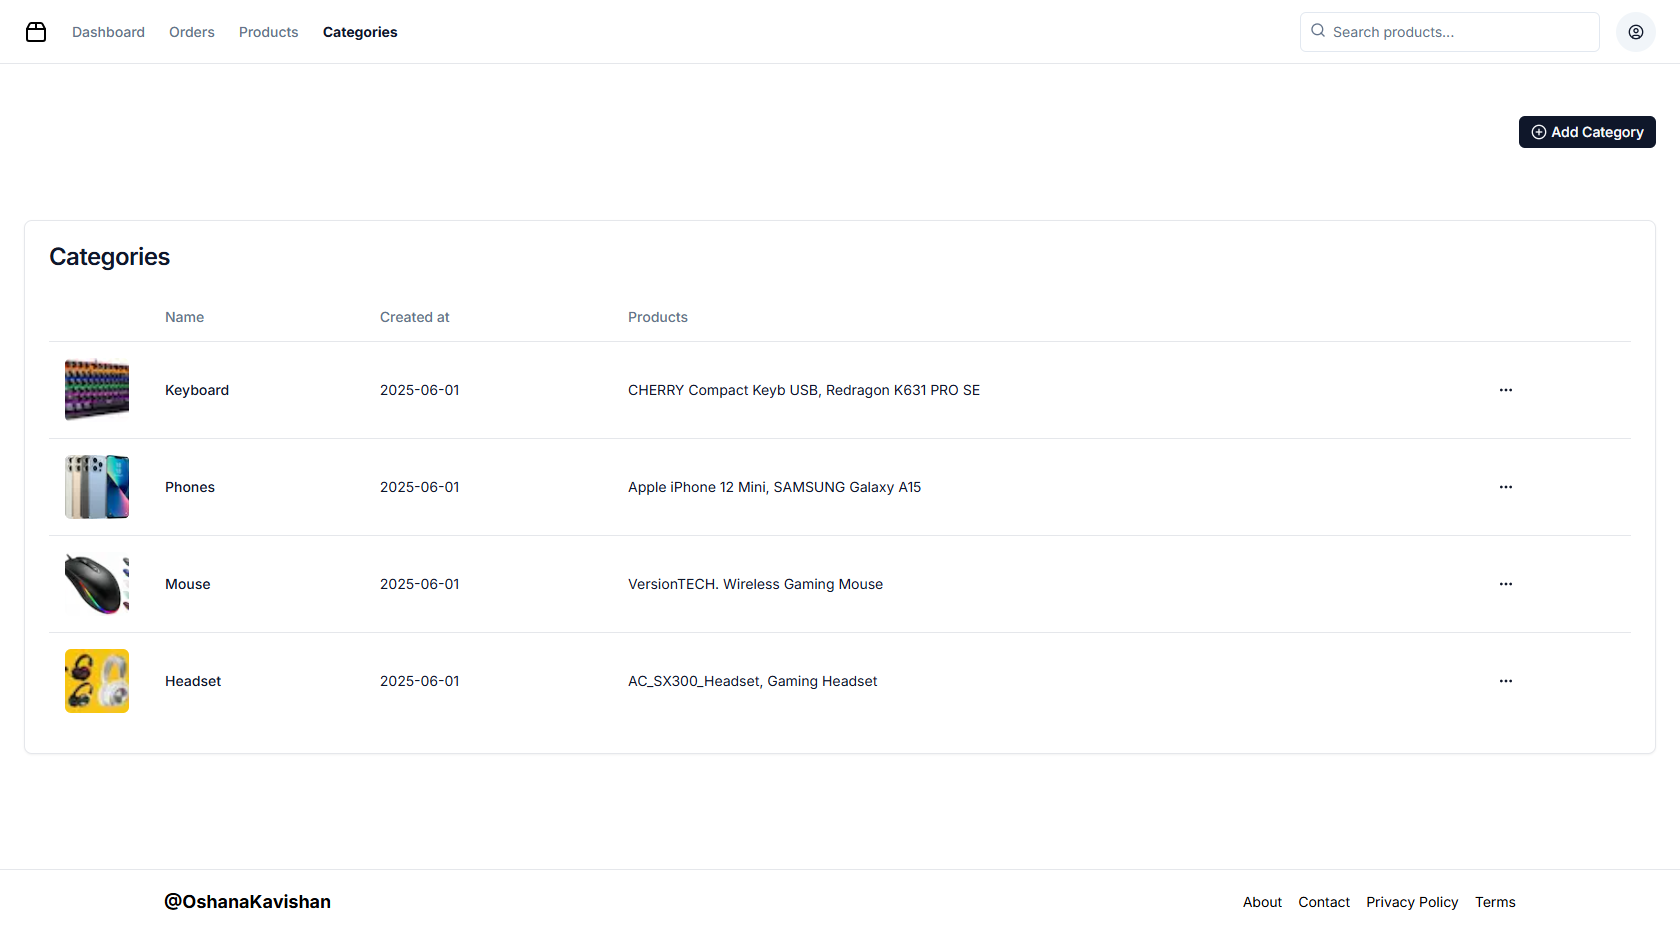 Dashboard Orders Products Categories Search products...
Add Category
Categories
Name Created at Products
Keyboard 2025-06-01 CHERRY Compact Keyb USB, Redragon K631 PRO SE
Phones 2025-06-01 Apple iPhone 12 Mini, SAMSUNG Galaxy A15
Mouse 2025-06-01 VersionTECH. Wireless Gaming Mouse
Headset 2025-06-01 AC_SX300_Headset, Gaming Headset
@OshanaKavishan About Contact Privacy Policy Terms